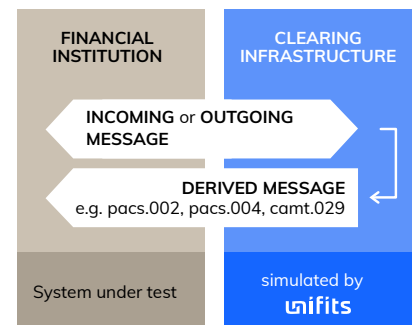 FINANCIAL
INSTITUTION
CLEARING
INFRASTRUCTURE
INCOMING or OUTGOING
MESSAGE
DERIVED MESSAGE
e.g. pacs.002, pacs.004, camt.029
System under test
simulated by
unifits